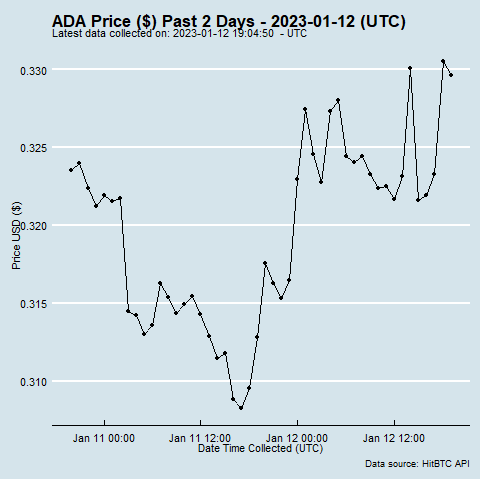 ADA Price ($) Past 2 Days - 2023-01-12 (UTC)
Latest data collected on: 2023-01-12 19:04:50  - UTC
0.330
0.325
0.320
0.315
0.310
Price USD ($)
Jan 11 00:00 Jan 11 12:00 Jan 12 00:00 Jan 12 12:00
Date Time Collected (UTC)
Data source: HitBTC API